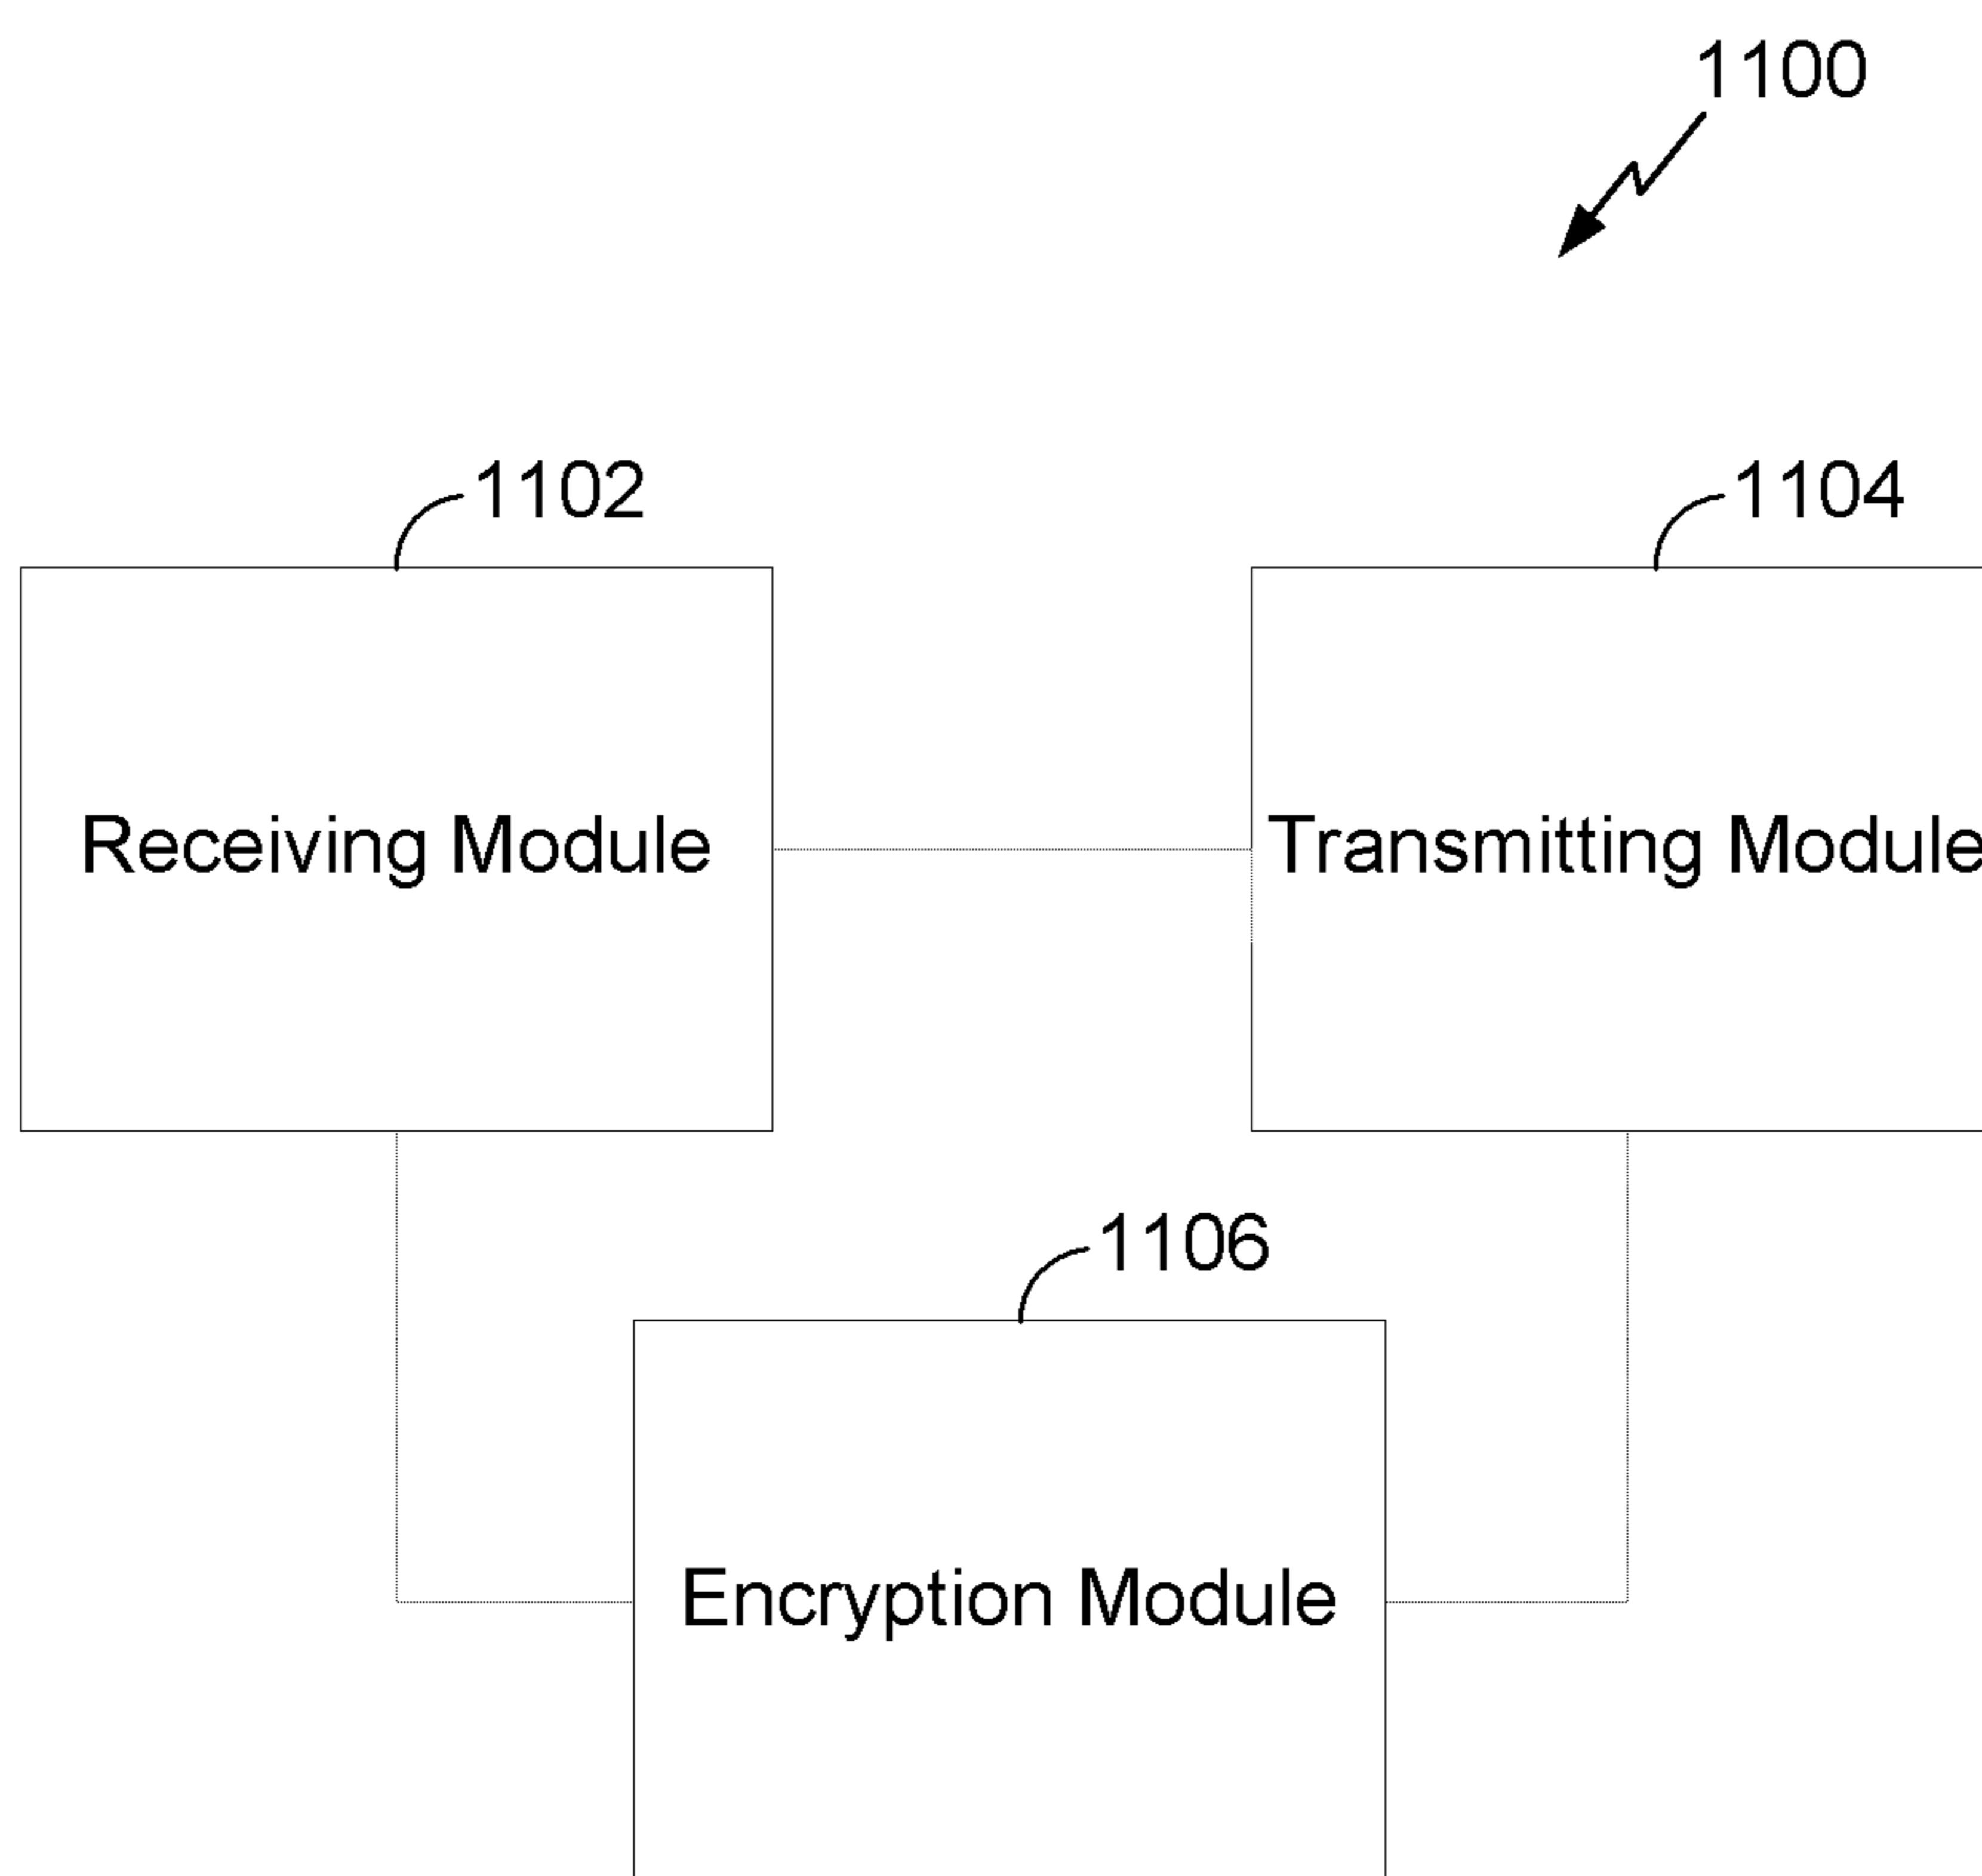 1100
1102
1104
Receiving Module
Transmitting Module
1106
Encryption Module